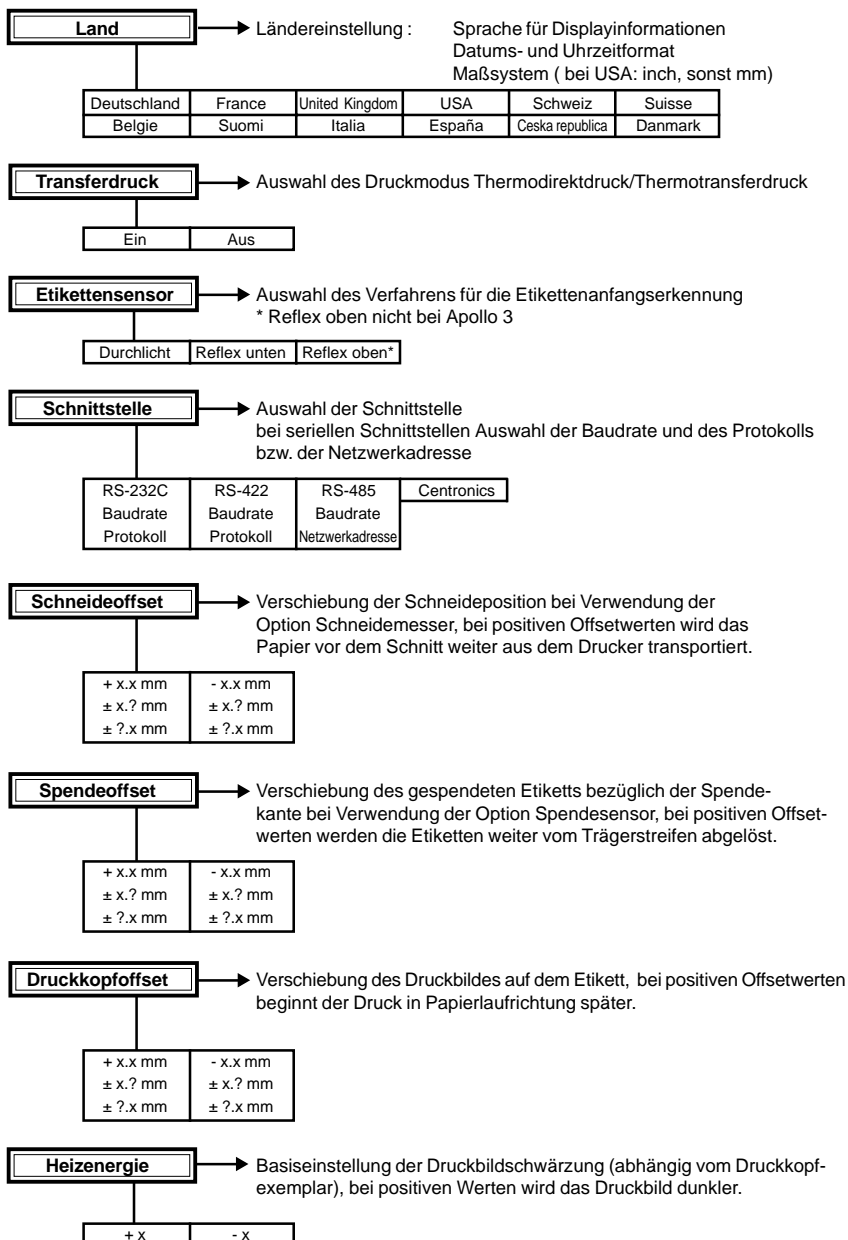 Land
Ländereinstellung : Sprache für Displayinformationen
Datums- und Uhrzeitformat
Maßsystem ( bei USA: inch, sonst mm)
Deutschland France United Kingdom USA Schweiz Suisse
Belgie Suomi Italia España Ceska republica Danmark
Transferdruck
Auswahl des Druckmodus Thermodirektdruck/Thermotransferdruck
Ein Aus
Etikettensensor
Auswahl des Verfahrens für die Etikettenanfangserkennung
* Reflex oben nicht bei Apollo 3
Durchlicht Reflex unten Reflex oben*
Schnittstelle
Auswahl der Schnittstelle
bei seriellen Schnittstellen Auswahl der Baudrate und des Protokolls
bzw. der Netzwerkadresse
RS-232C RS-422 RS-485 Centronics
Baudrate Baudrate Baudrate
Protokoll Protokoll Netzwerkadresse
Schneideoffset
Verschiebung der Schneideposition bei Verwendung der
Option Schneidemesser, bei positiven Offsetwerten wird das
Papier vor dem Schnitt weiter aus dem Drucker transportiert.
+ x.x mm - x.x mm
± x.? mm ± x.? mm
± ?.x mm ± ?.x mm
Spendeoffset
Verschiebung des gespendeten Etiketts bezüglich der Spende-
kante bei Verwendung der Option Spendesensor, bei positiven Offset-
werten werden die Etiketten weiter vom Trägerstreifen abgelöst.
+ x.x mm - x.x mm
± x.? mm ± x.? mm
± ?.x mm ± ?.x mm
Druckkopfoffset
Verschiebung des Druckbildes auf dem Etikett, bei positiven Offsetwerten
beginnt der Druck in Papierlaufrichtung später.
+ x.x mm - x.x mm
± x.? mm ± x.? mm
± ?.x mm ± ?.x mm
Heizenergie
Basiseinstellung der Druckbildschwärzung (abhängig vom Druckkopf-
exemplar), bei positiven Werten wird das Druckbild dunkler.
+ x - x